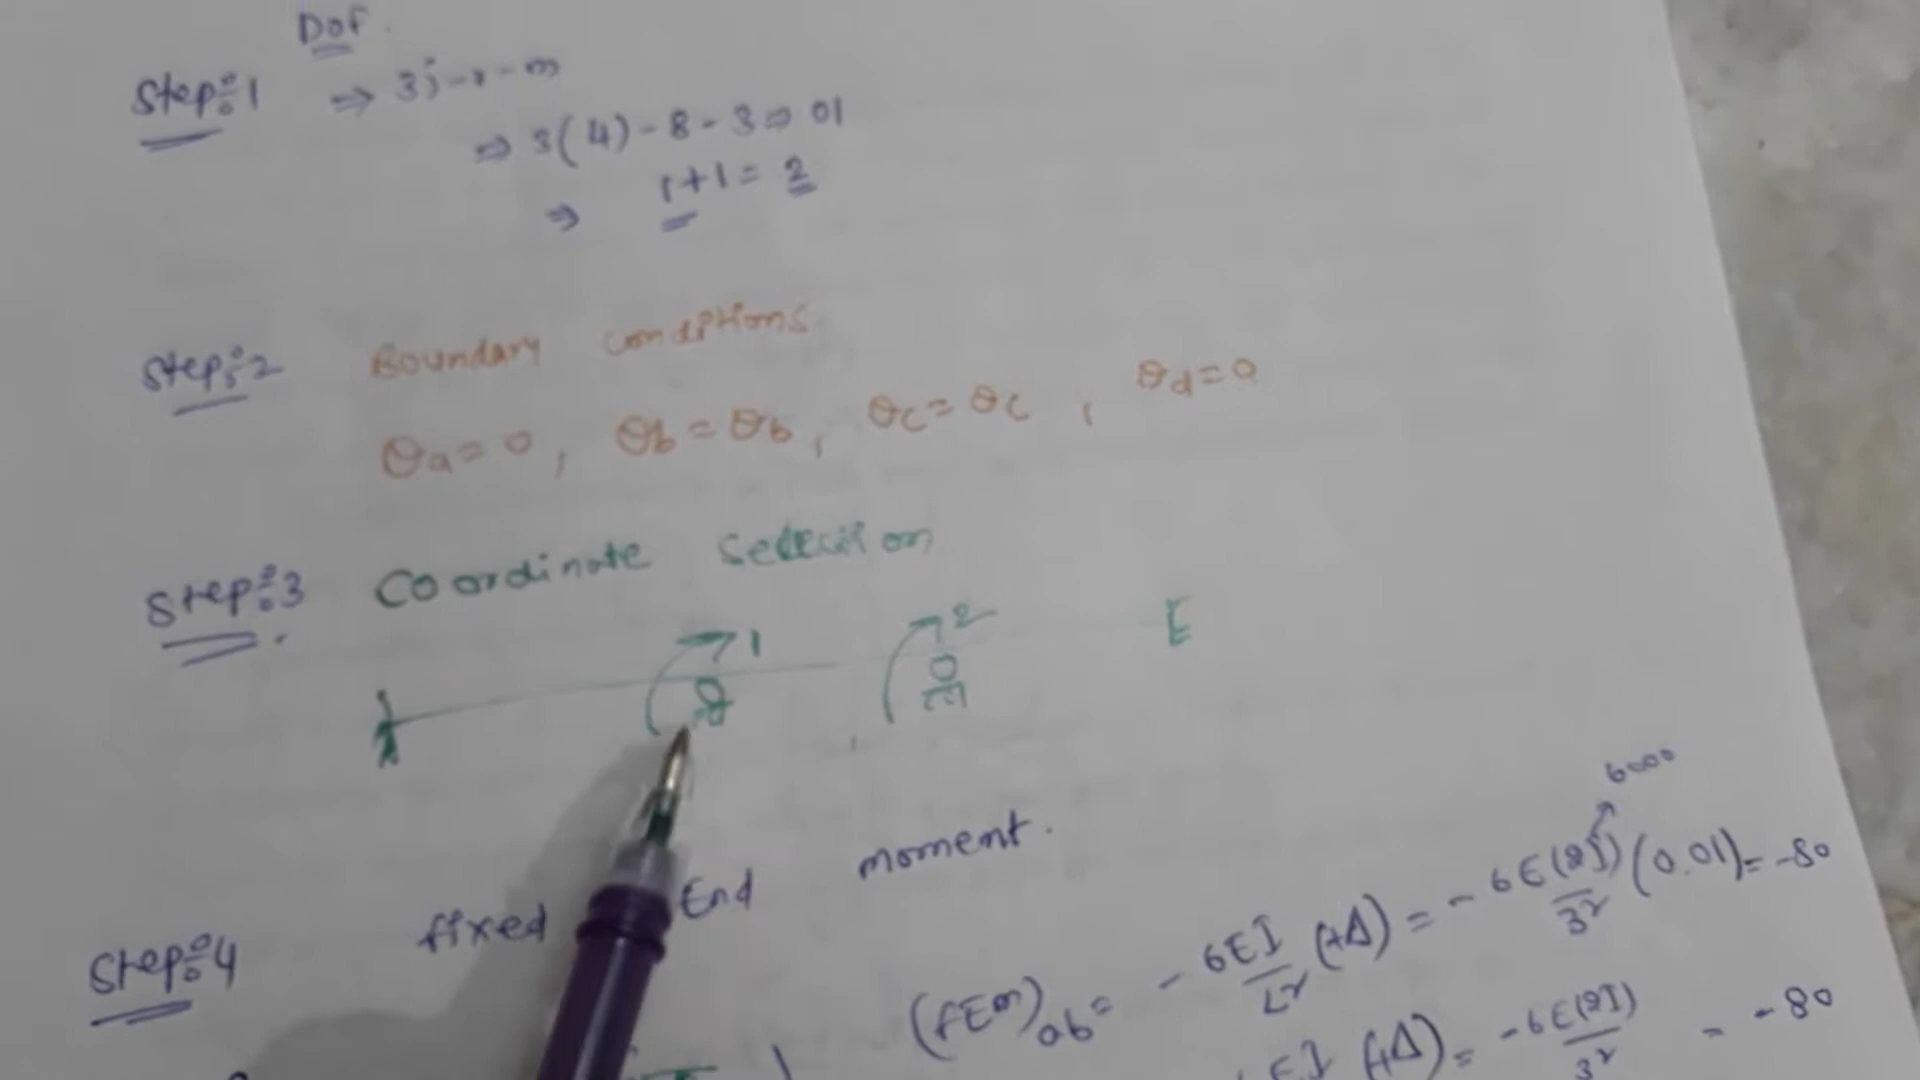 Dof.
Step:1 ⇒ 3j-r-m
⇒ 3(4)-8-3⇒01
⇒ 1+1=2
Step:2 Boundary conditions
θa=0, θb=θb, θc=θc, θd=0
Step:3 Coordinate selection
1 2
6000
Step:4 fixed End moment.
(fEm)ab= -6EI/L² (+Δ) = -6E(2I)/3² (0.01)=-80
EI (+Δ)= -6E(2I)/3² = -80